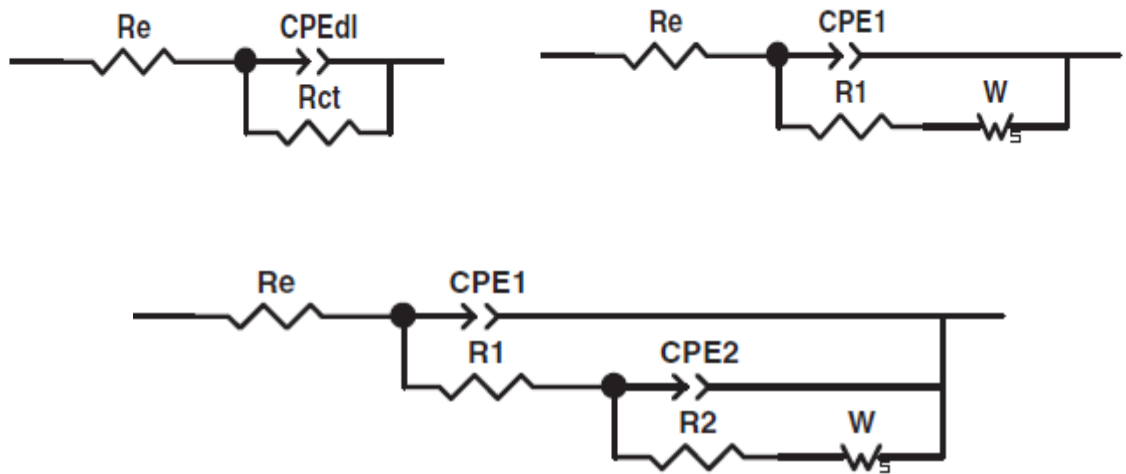 Re CPEdl
Rct
Re CPE1
R1 W
s
Re CPE1
R1 CPE2
R2 W
s